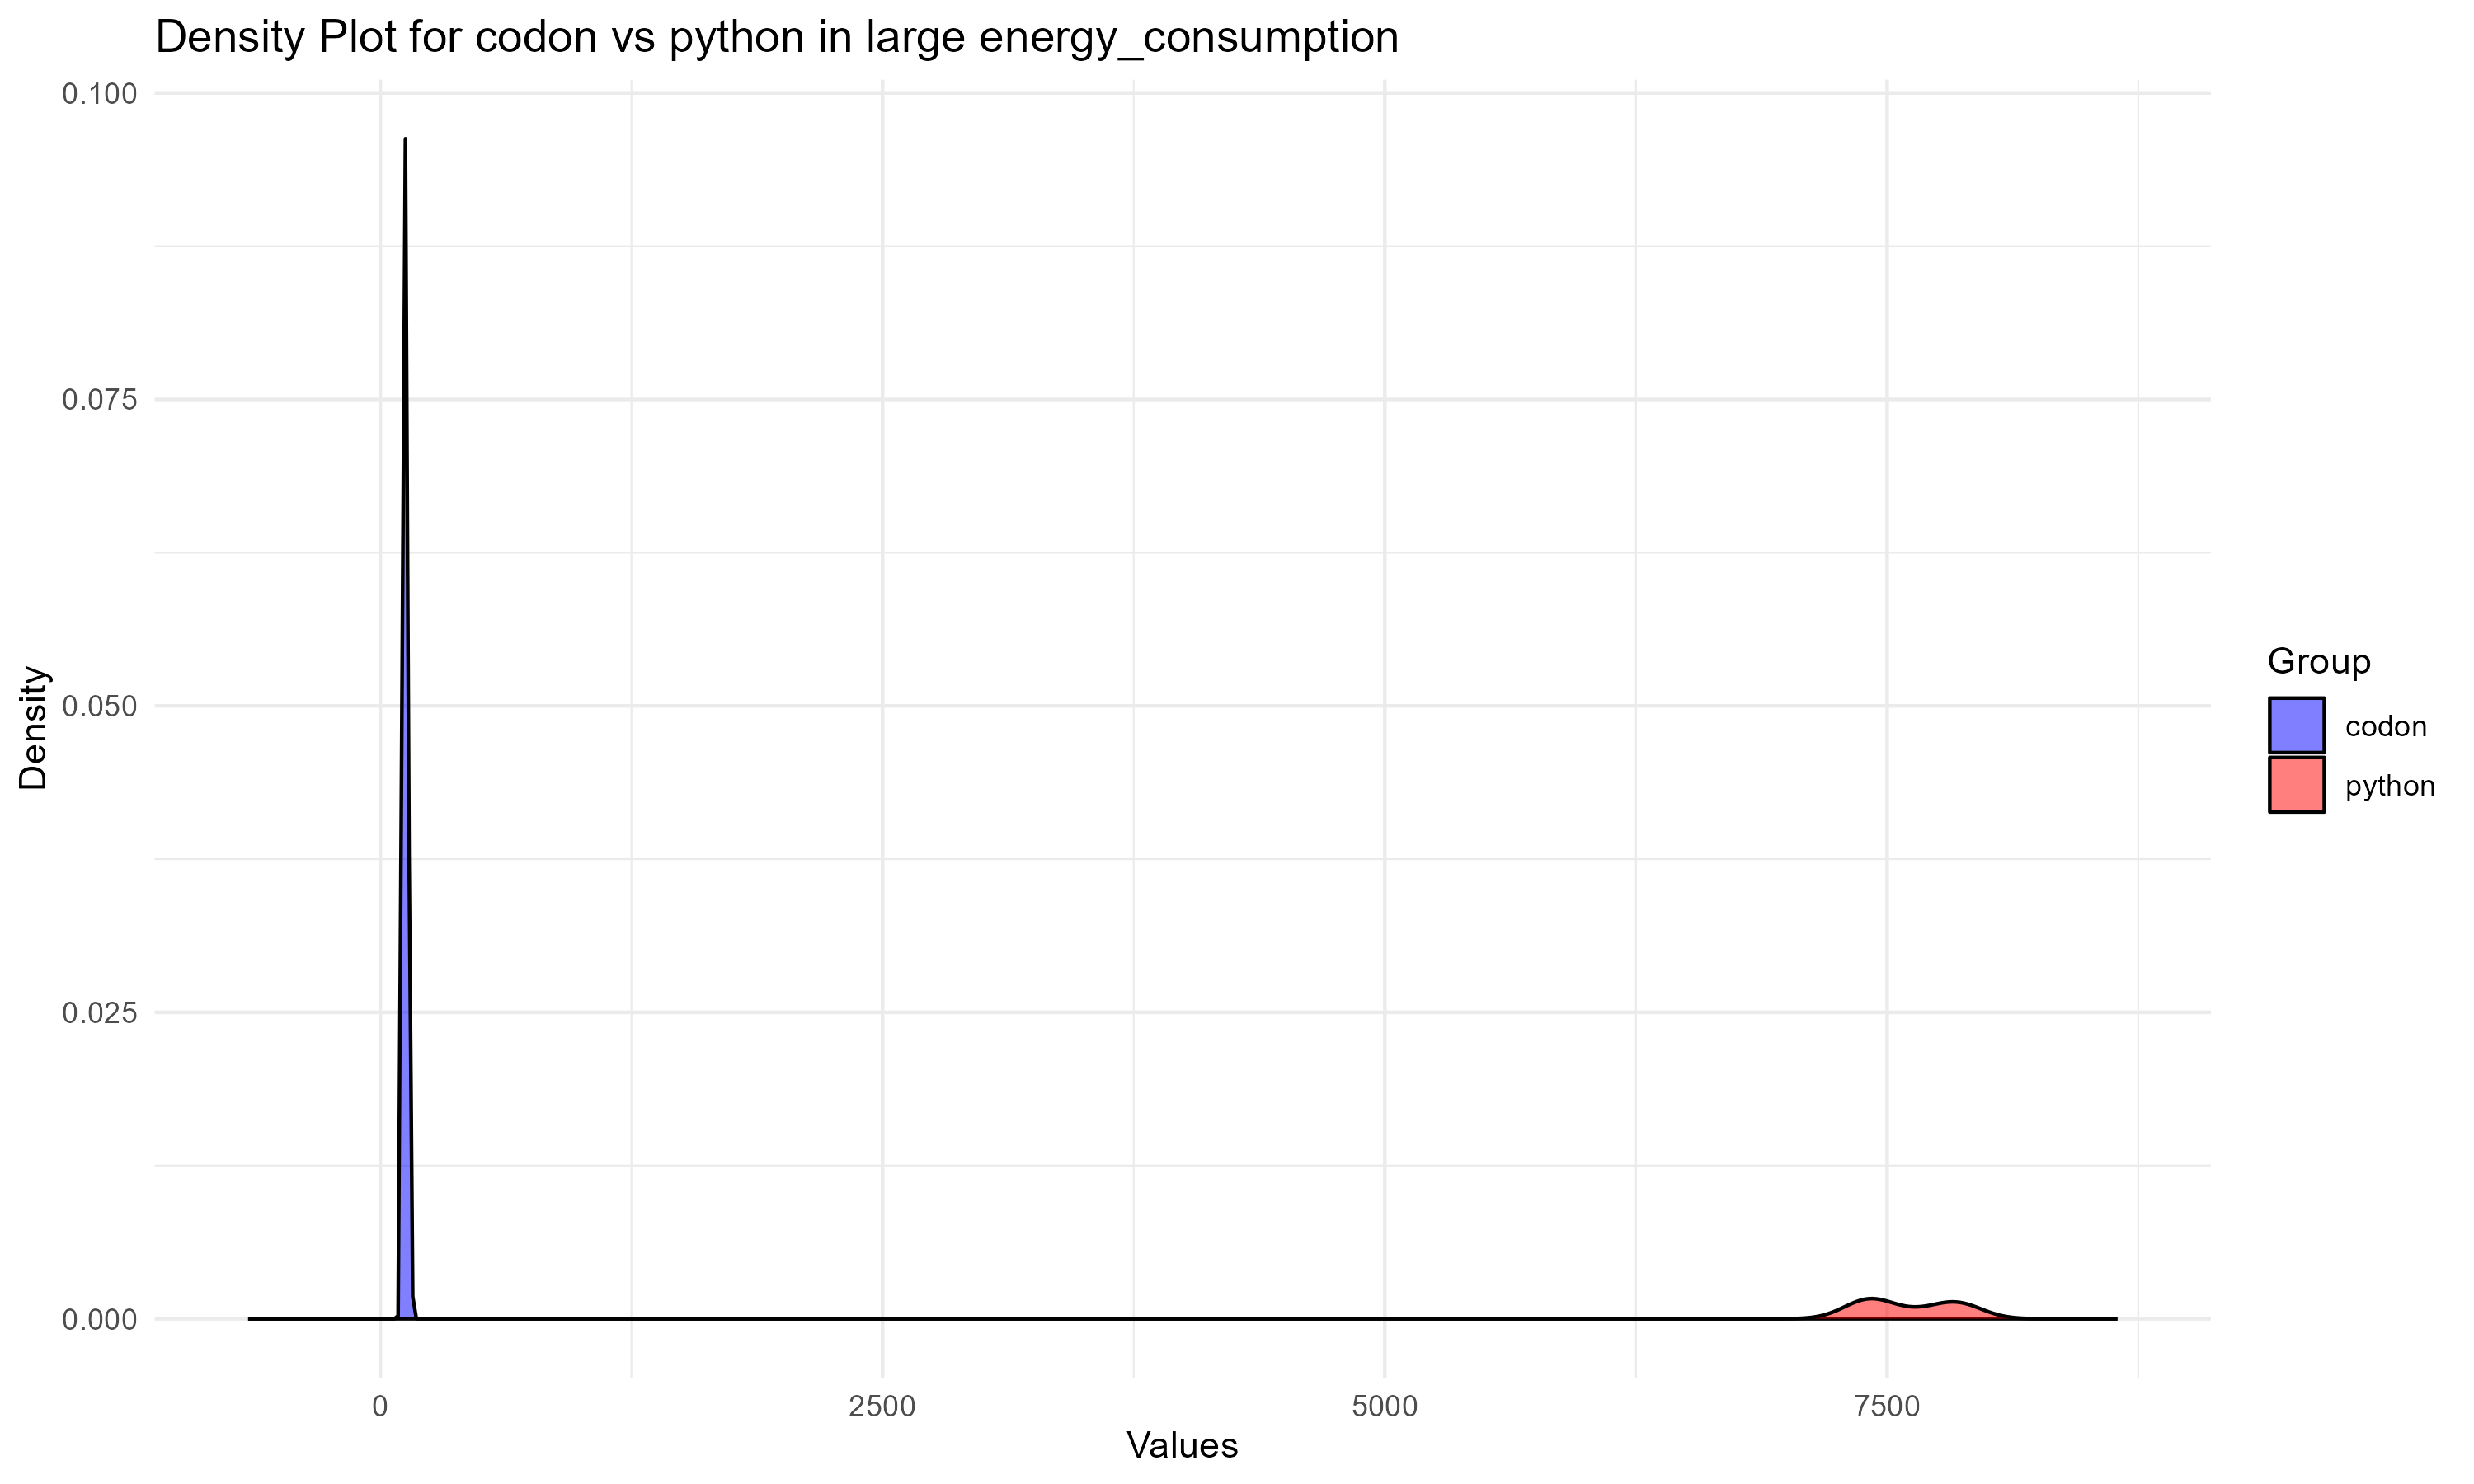 Density Plot for codon vs python in large energy_consumption
0.100
0.075
0.050
0.025
0.000
Density
0
2500
5000
7500
Values
Group
codon
python